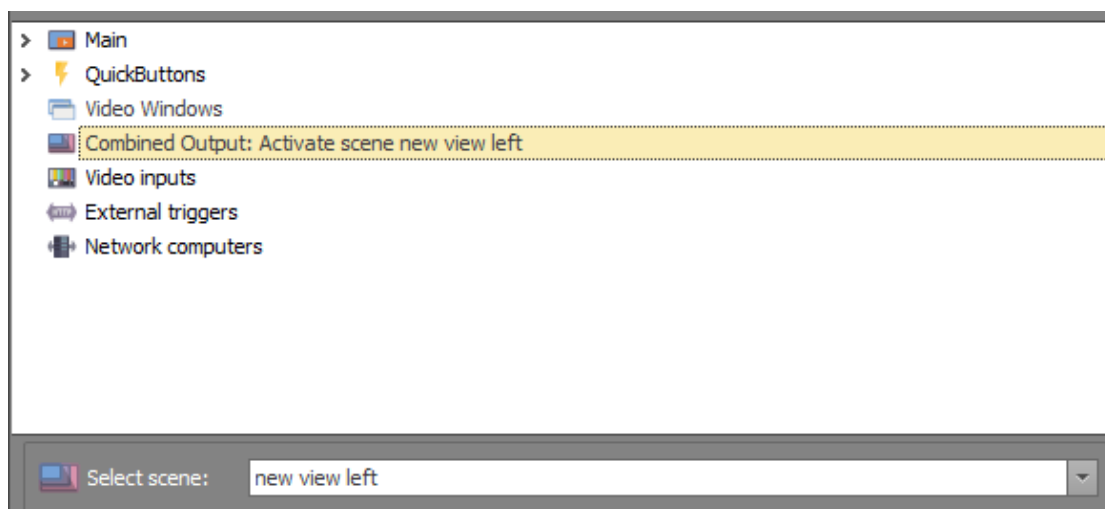 Main
QuickButtons
Video Windows
Combined Output: Activate scene new view left
Video inputs
External triggers
Network computers
Select scene: new view left